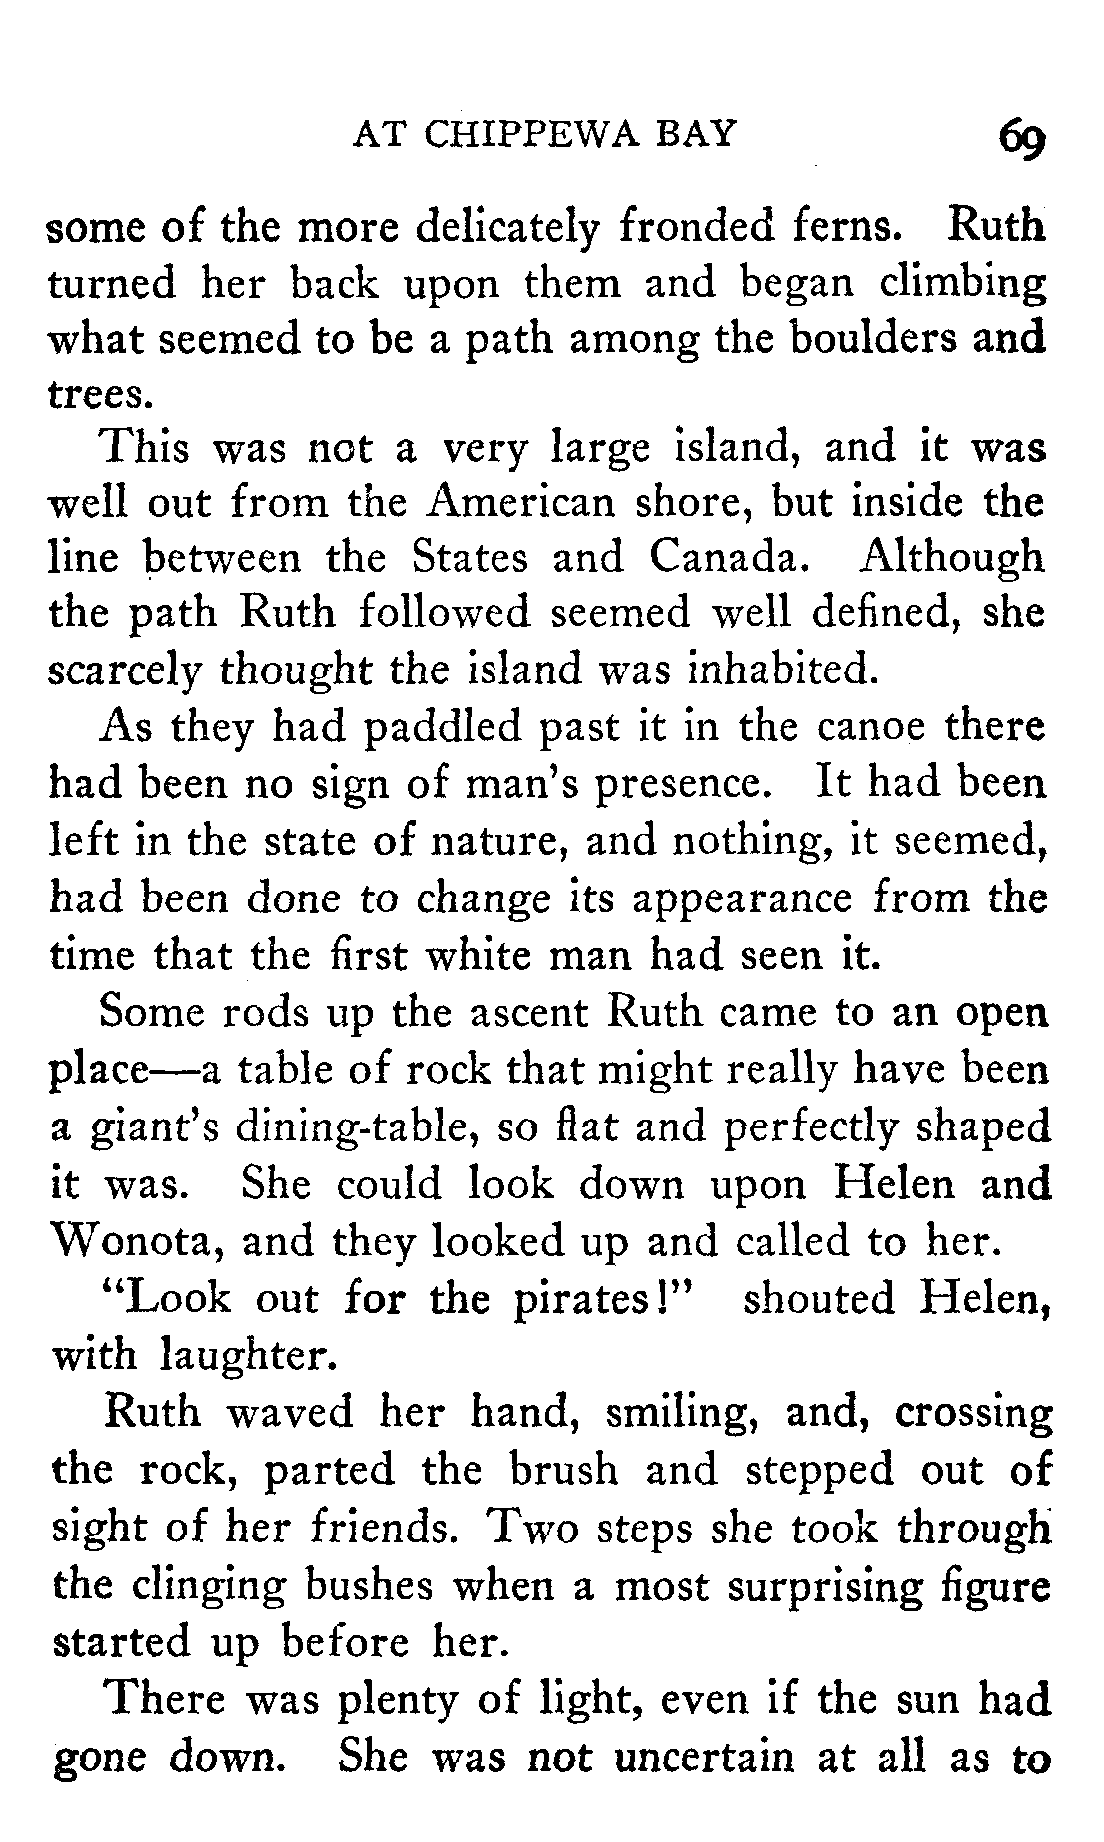 AT CHIPPEWA BAY 69
some of the more delicately fronded ferns. Ruth
turned her back upon them and began climbing
what seemed to be a path among the boulders and
trees.
This was not a very large island, and it was
well out from the American shore, but inside the
line between the States and Canada. Although
the path Ruth followed seemed well defined, she
scarcely thought the island was inhabited.
As they had paddled past it in the canoe there
had been no sign of man's presence. It had been
left in the state of nature, and nothing, it seemed,
had been done to change its appearance from the
time that the first white man had seen it.
Some rods up the ascent Ruth came to an open
place—a table of rock that might really have been
a giant's dining-table, so flat and perfectly shaped
it was. She could look down upon Helen and
Wonota, and they looked up and called to her.
"Look out for the pirates!" shouted Helen,
with laughter.
Ruth waved her hand, smiling, and, crossing
the rock, parted the brush and stepped out of
sight of her friends. Two steps she took through
the clinging bushes when a most surprising figure
started up before her.
There was plenty of light, even if the sun had
gone down. She was not uncertain at all as to